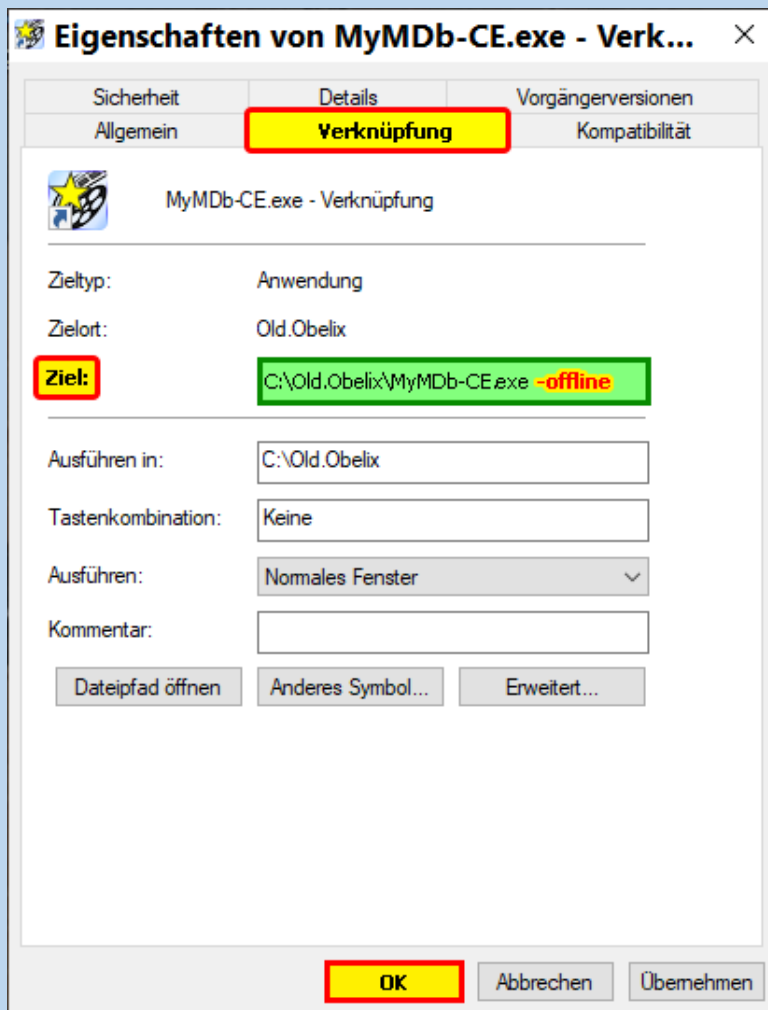 Eigenschaften von MyMDb-CE.exe - Verk...
Sicherheit Details Vorgängerversionen
Allgemein Verknüpfung Kompatibilität
MyMDb-CE.exe - Verknüpfung
Zieltyp: Anwendung
Zielort: Old.Obelix
Ziel: C:\Old.Obelix\MyMDb-CE.exe -offline
Ausführen in: C:\Old.Obelix
Tastenkombination: Keine
Ausführen: Normales Fenster
Kommentar:
Dateipfad öffnen Anderes Symbol... Erweitert...
OK Abbrechen Übernehmen